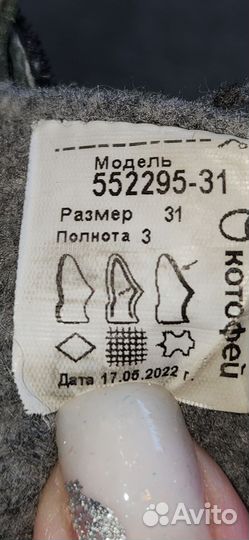 Модель
552295-31
Размер 31
Полнота 3
котофей
Дата 17.05.2022 г.
Avito